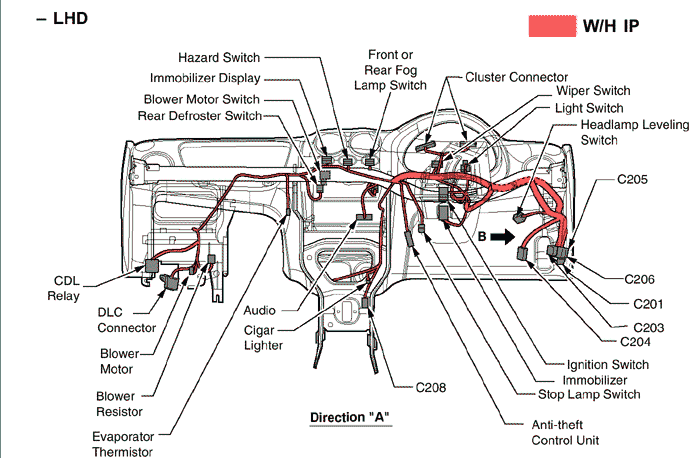 – LHD
W/H IP
Hazard Switch
Immobilizer Display
Blower Motor Switch
Rear Defroster Switch
Front or
Rear Fog
Lamp Switch
Cluster Connector
Wiper Switch
Light Switch
Headlamp Leveling
Switch
C205
B
C206
C201
C203
C204
CDL
Relay
DLC
Connector
Blower
Motor
Blower
Resistor
Evaporator
Thermistor
Audio
Cigar
Lighter
C208
Ignition Switch
Immobilizer
Stop Lamp Switch
Anti-theft
Control Unit
Direction "A"